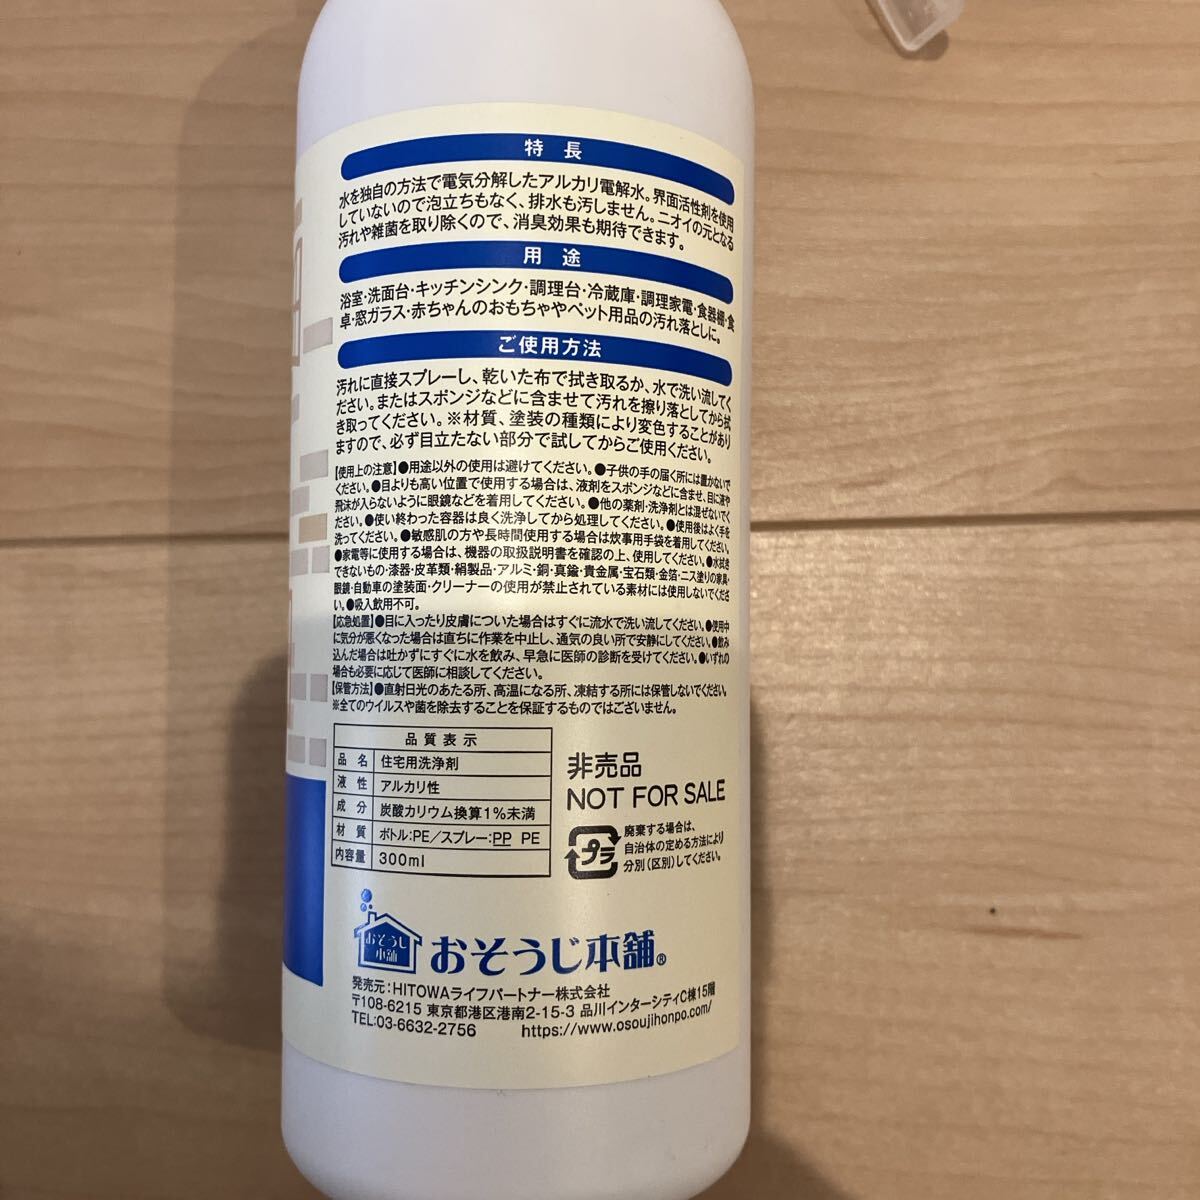 特長
水を独自の方法で電気分解したアルカリ電解水。界面活性剤を使用
していないので泡立ちもなく、排水も汚しません。ニオイの元となる
汚れや雑菌を取り除くので、消臭効果も期待できます。
用途
浴室・洗面台・キッチンシンク・調理台・冷蔵庫・調理家電・食器棚・食
卓・窓ガラス・赤ちゃんのおもちゃやペット用品の汚れ落としに。
ご使用方法
汚れに直接スプレーし、乾いた布で拭き取るか、水で洗い流してく
ださい。またはスポンジなどに含ませて汚れを擦り落としてから拭
き取ってください。※材質、塗装の種類により変色することがあり
ますので、必ず目立たない部分で試してからご使用ください。
【使用上の注意】●用途以外の使用は避けてください。●子供の手の届く所には置かないで
ください。●目よりも高い位置で使用する場合は、液剤をスポンジなどに含ませ、目に液や
飛沫が入らないように眼鏡などを着用してください。●他の薬剤・洗浄剤とは混ぜないでく
ださい。●使い終わった容器は良く洗浄してから処理してください。●使用後はよく手を
洗ってください。●敏感肌の方や長時間使用する場合は炊事用手袋を着用してください。
●家電等に使用する場合は、機器の取扱説明書を確認の上、使用してください。●水拭き
できないもの・漆器・皮革類・絹製品・アルミ・銅・真鍮・貴金属・宝石類・金箔・ニス塗りの家具・
眼鏡・自動車の塗装面・クリーナーの使用が禁止されている素材には使用しないでくださ
い。●吸入飲用不可。
【応急処置】●目に入ったり皮膚についた場合はすぐに流水で洗い流してください。●使用中
に気分が悪くなった場合は直ちに作業を中止し、通気の良い所で安静にしてください。●飲み
込んだ場合は吐かずにすぐに水を飲み、早急に医師の診断を受けてください。●いずれの
場合も必要に応じて医師に相談してください。
【保管方法】●直射日光のあたる所、高温になる所、凍結する所には保管しないでください。
※全てのウイルスや菌を除去することを保証するものではございません。
品質表示
品名 住宅用洗浄剤
液性 アルカリ性
成分 炭酸カリウム換算1%未満
材質 ボトル:PE/スプレー:PP PE
内容量 300ml
非売品
NOT FOR SALE
プラ
廃棄する場合は、
自治体の定める方法により
分別(区別)してください。
おそうじ
本舗
おそうじ本舗®
発売元:HITOWAライフパートナー株式会社
〒108-6215 東京都港区港南2-15-3 品川インターシティC棟15階
TEL:03-6632-2756 https://www.osoujihonpo.com/